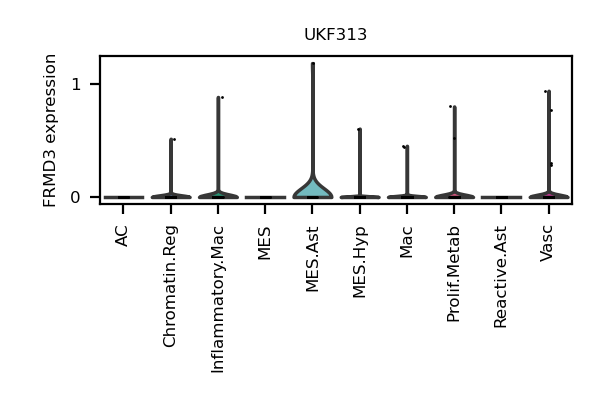 UKF313
FRMD3 expression
1
0
AC
Chromatin.Reg
Inflammatory.Mac
MES
MES.Ast
MES.Hyp
Mac
Prolif.Metab
Reactive.Ast
Vasc